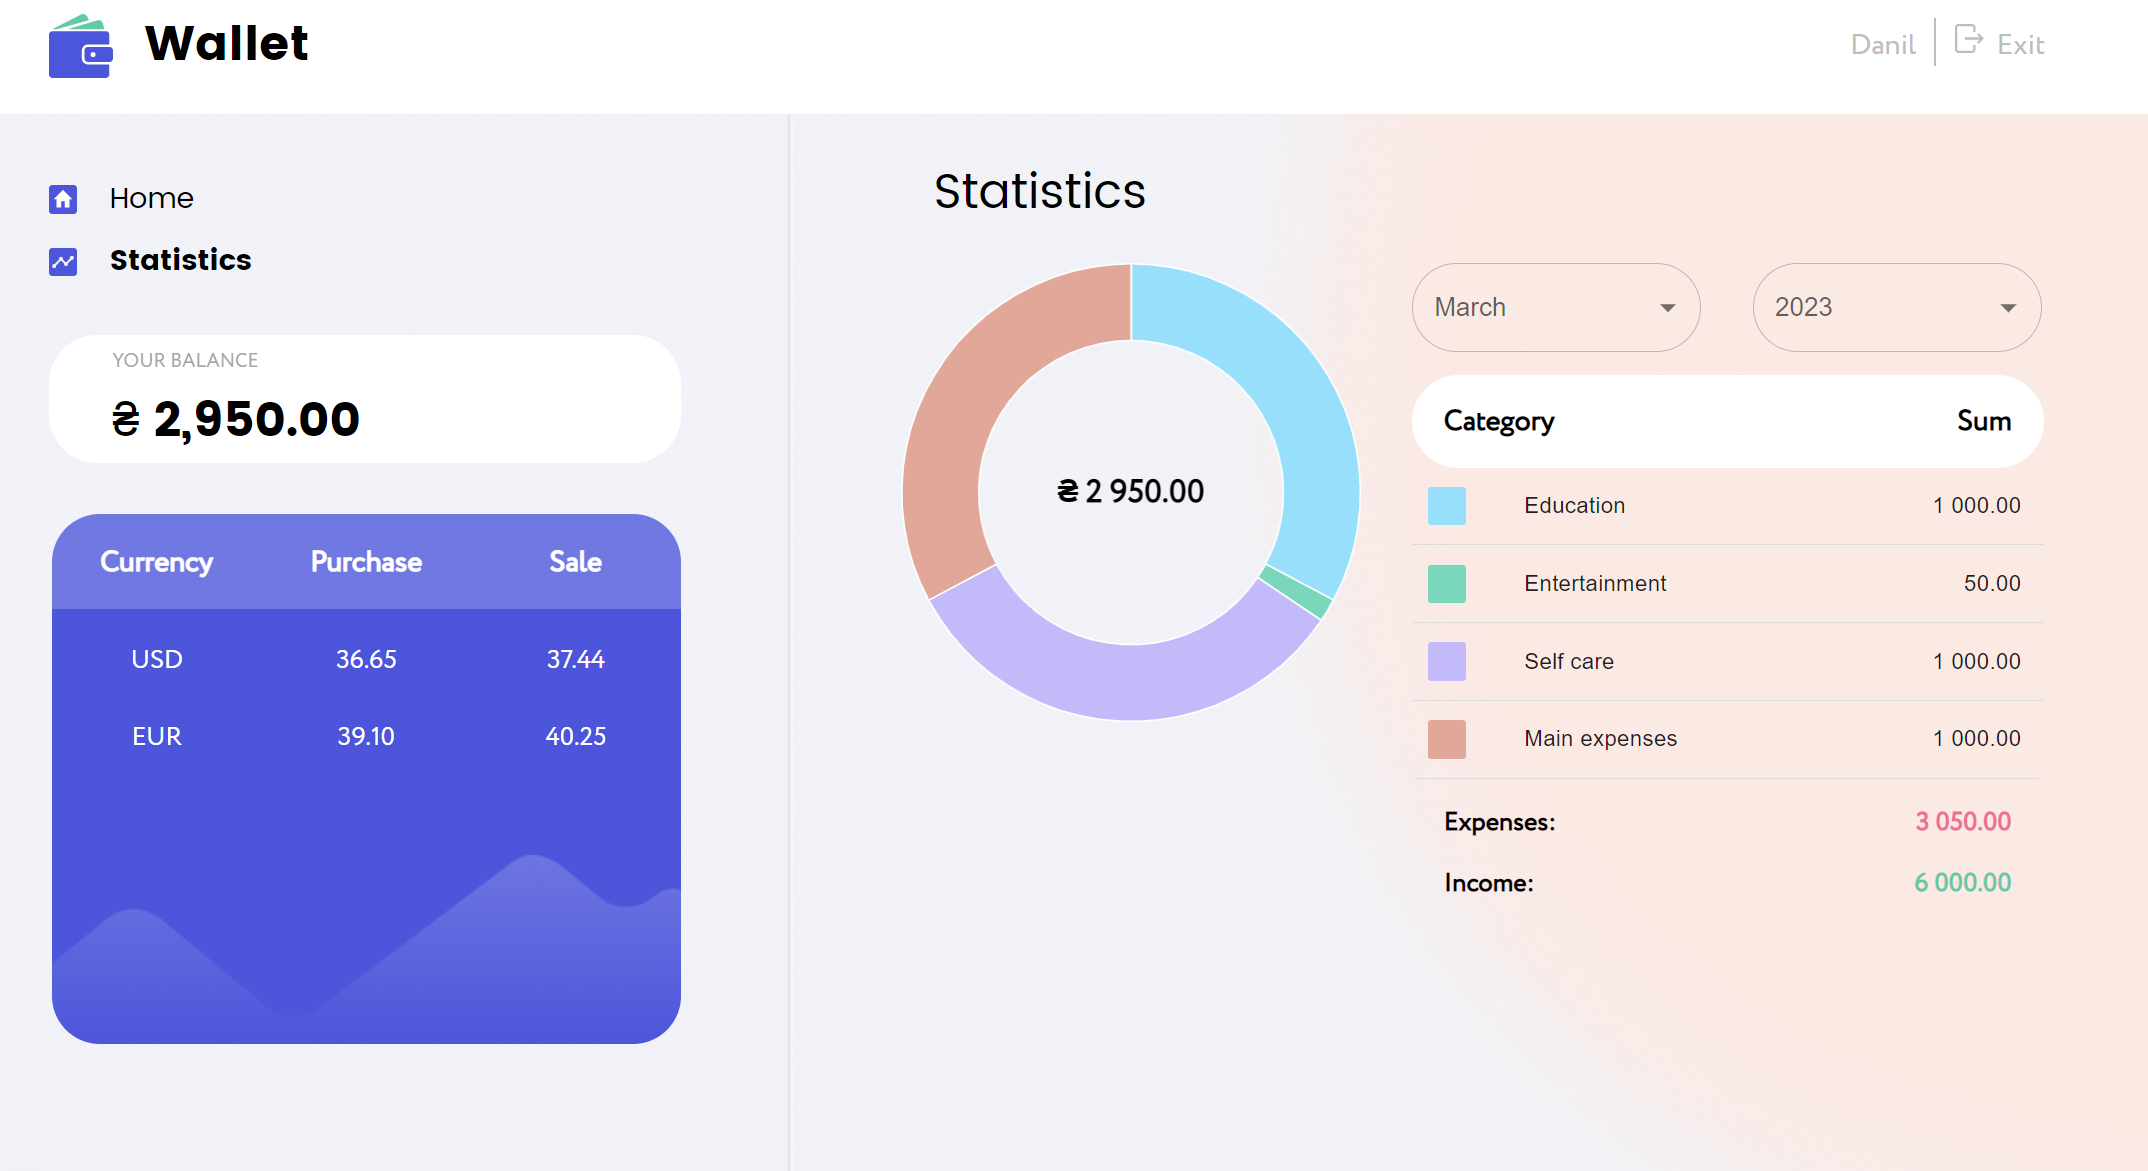 Wallet
Danil
Exit
Home
Statistics
YOUR BALANCE
₴ 2,950.00
Currency Purchase Sale
USD 36.65 37.44
EUR 39.10 40.25
Statistics
₴ 2 950.00
March 2023
Category Sum
Education 1 000.00
Entertainment 50.00
Self care 1 000.00
Main expenses 1 000.00
Expenses: 3 050.00
Income: 6 000.00